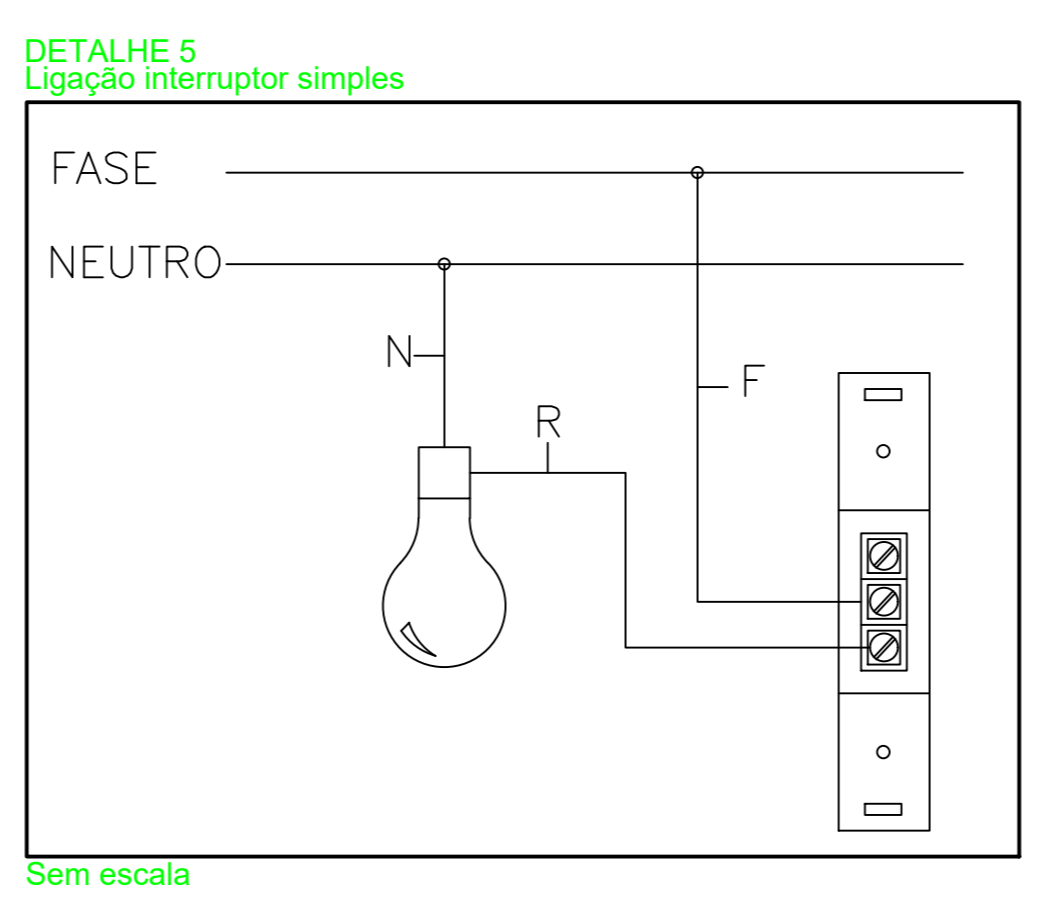 DETALHE 5
Ligação interruptor simples
FASE
NEUTRO
N
F
R
Sem escala